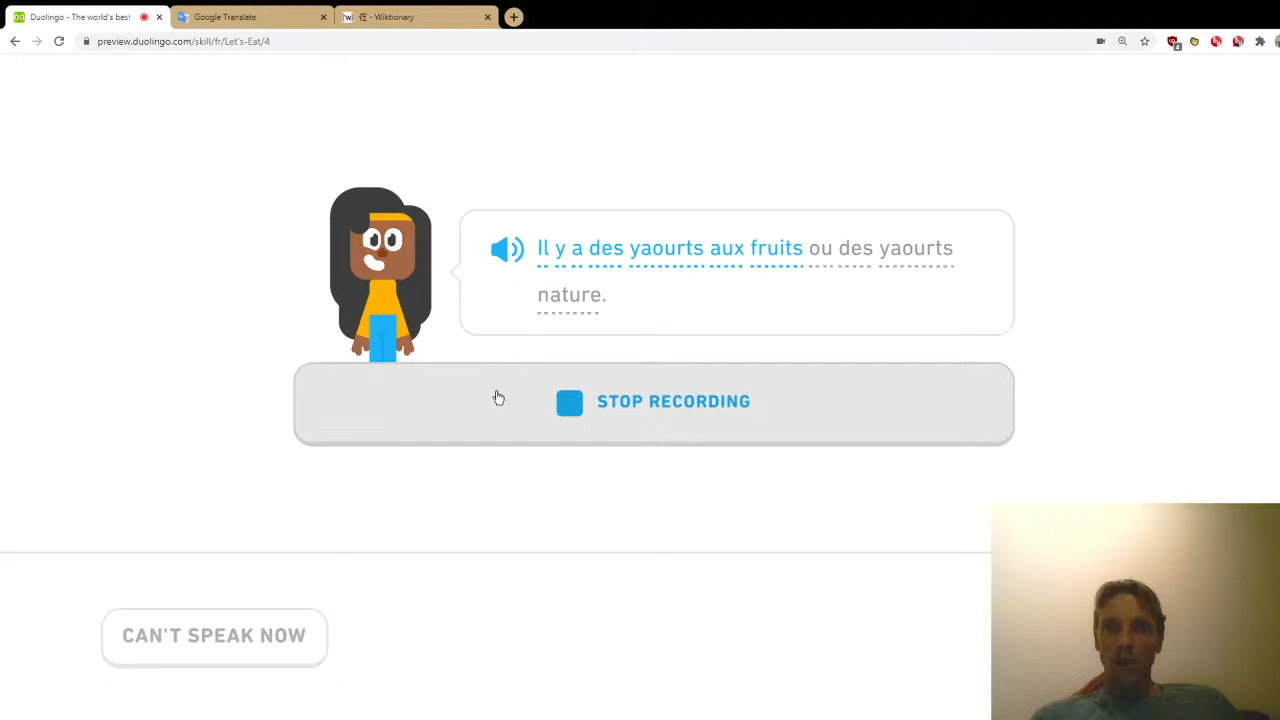 Duolingo - The world's best
Google Translate
佐 - Wiktionary
preview.duolingo.com/skill/fr/Let's-Eat/4
Il y a des yaourts aux fruits ou des yaourts
nature.
STOP RECORDING
CAN'T SPEAK NOW